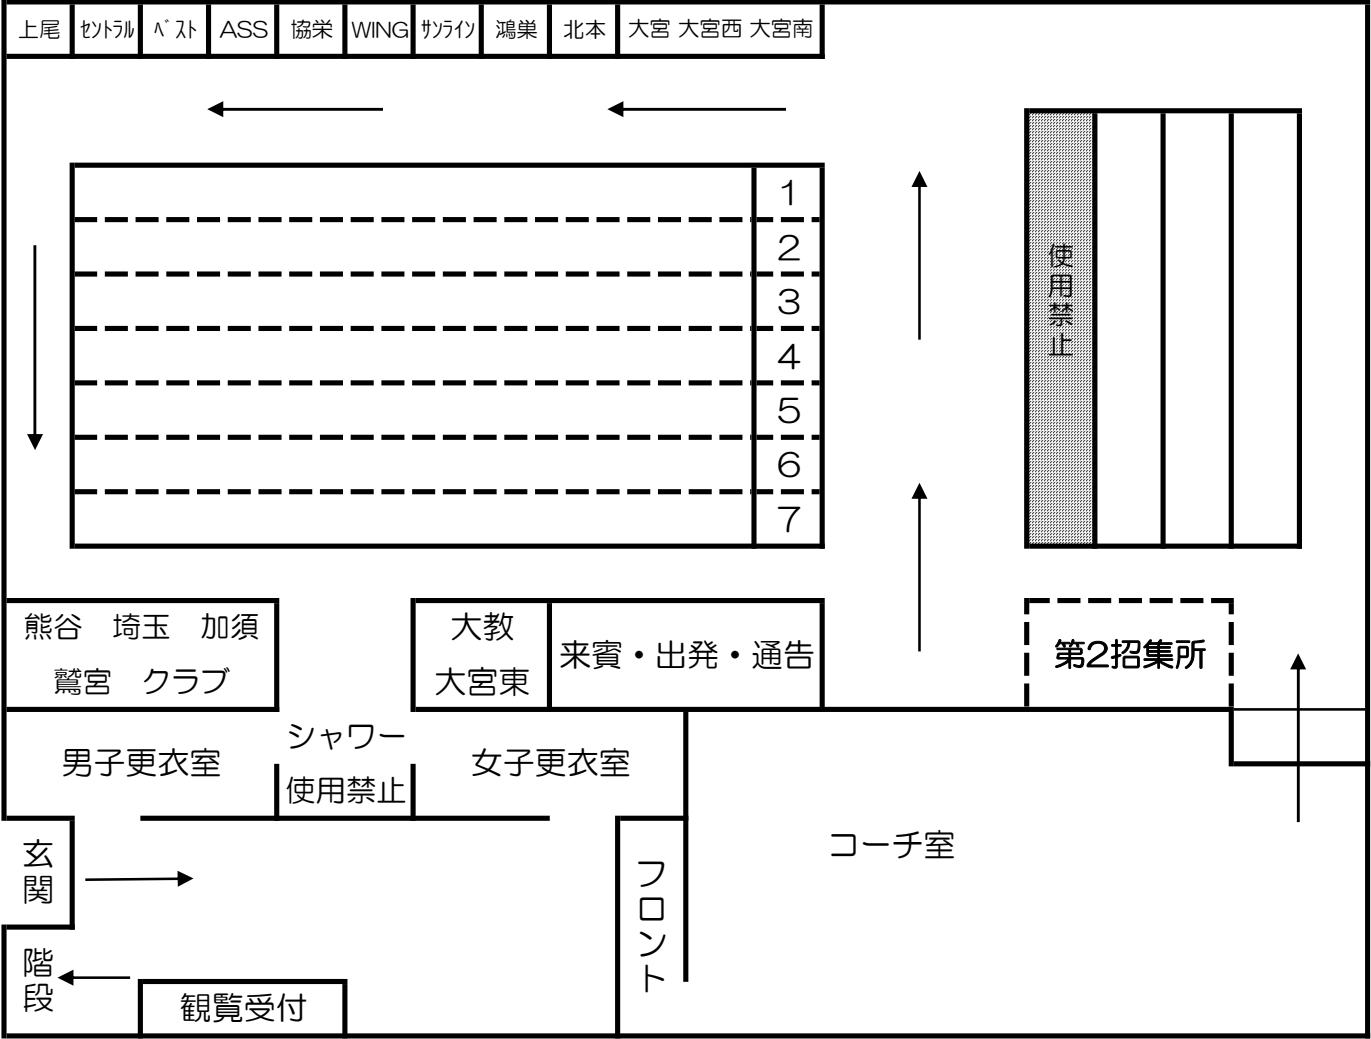 上尾 セントラル ベスト ASS 協栄 WING サンライン 鴻巣 北本 大宮 大宮西 大宮南
1
2
3
4
5
6
7
使用禁止
熊谷 埼玉 加須
鷲宮 クラブ
大教
大宮東
来賓・出発・通告
第2招集所
男子更衣室
シャワー
使用禁止
女子更衣室
玄関
フロント
コーチ室
階段
観覧受付